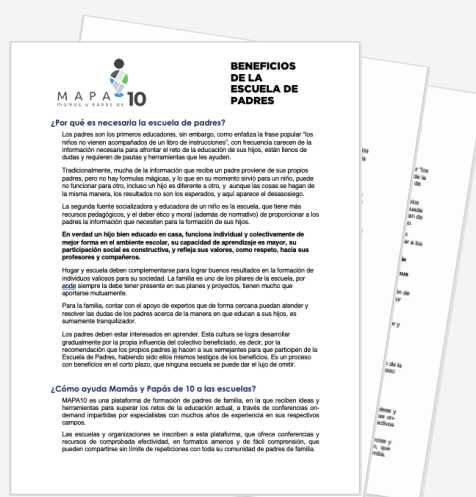 MAPA 10
MAMÁS Y PAPÁS DE
BENEFICIOS
DE LA
ESCUELA DE
PADRES
¿Por qué es necesaria la escuela de padres?
Los padres son los primeros educadores, sin embargo, como enfatiza la frase popular "los
niños no vienen acompañados de un libro de instrucciones", con frecuencia carecen de la
información necesaria para afrontar el reto de la educación de sus hijos, están llenos de
dudas y requieren de pautas y herramientas que les ayuden.
Tradicionalmente, mucha de la información que recibe un padre proviene de sus propios
padres, pero no hay formulas mágicas, y lo que en su momento sirvió para un niño, puede
no funcionar para otro, incluso un hijo es diferente a otro, y aunque las cosas se hagan de
la misma manera, los resultados no son los esperados, y aquí aparece el desasosiego.
La segunda fuente socializadora y educadora de un niño es la escuela, que tiene más
recursos pedagógicos, y el deber ético y moral (además de normativo) de proporcionar a los
padres la información que necesitan para la formación de sus hijos.
En verdad un hijo bien educado en casa, funciona individual y colectivamente de
mejor forma en el ambiente escolar, su capacidad de aprendizaje es mayor, su
participación social es constructiva, y refleja sus valores, como respeto, hacia sus
profesores y compañeros.
Hogar y escuela deben complementarse para lograr buenos resultados en la formación de
individuos valiosos para su sociedad. La familia es uno de los pilares de la escuela, por
ende siempre la debe tener presente en sus planes y proyectos, tienen mucho que
aportarse mutuamente.
Para la familia, contar con el apoyo de expertos que de forma cercana puedan atender y
resolver las dudas de los padres acerca de la manera en que educan a sus hijos, es
sumamente tranquilizador.
Los padres deben estar interesados en aprender. Esta cultura se logra desarrollar
gradualmente por la propia influencia del colectivo beneficiado, es decir, por la
recomendación que los propios padres le hacen a sus semejantes para que participen de la
Escuela de Padres, habiendo sido ellos mismos testigos de los beneficios. Es un proceso
con beneficios en el corto plazo, que ninguna escuela se puede dar el lujo de omitir.
¿Cómo ayuda Mamás y Papás de 10 a las escuelas?
MAPA10 es una plataforma de formación de padres de familia, en la que reciben ideas y
herramientas para superar los retos de la educación actual, a través de conferencias on-
demand impartidas por especialistas con muchos años de experiencia en sus respectivos
campos.
Las escuelas y organizaciones se inscriben a esta plataforma, que ofrece conferencias y
recursos de comprobada efectividad, en formatos amenos y de fácil comprensión, que
pueden compartirse sin límite de repeticiones con toda su comunidad de padres de familia.